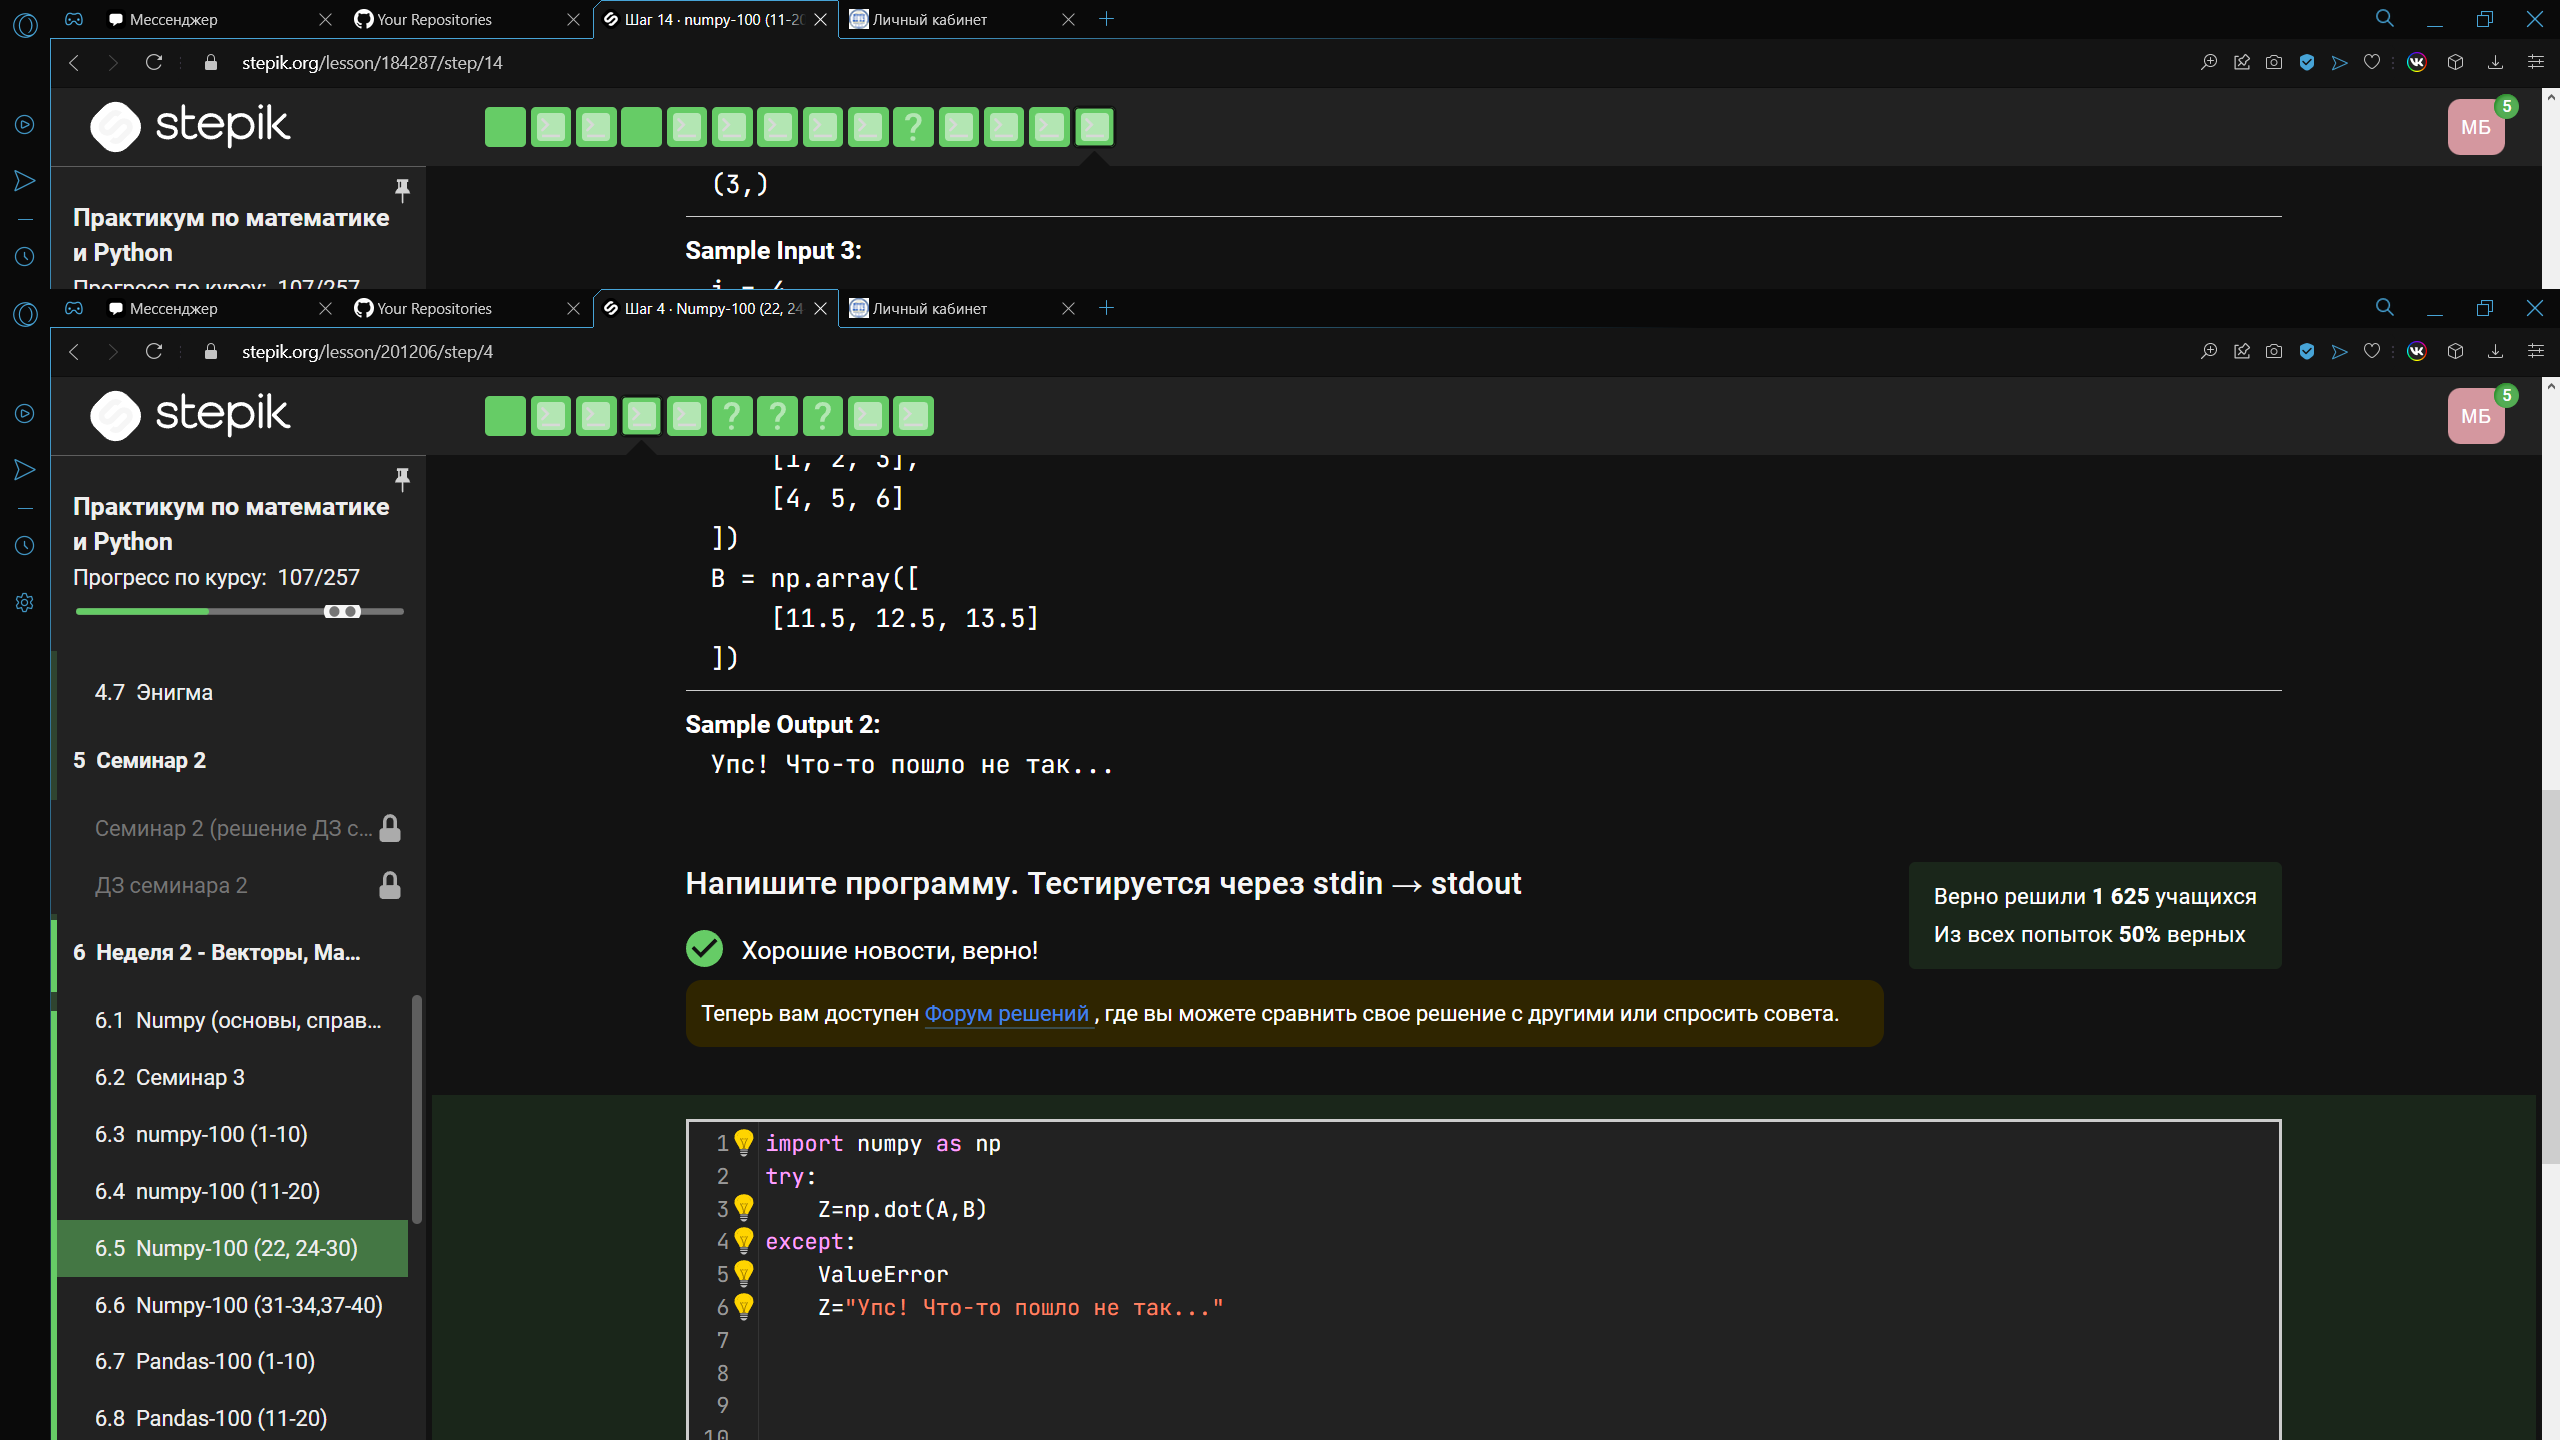 Мессенджер
Your Repositories
Шаг 14 · numpy-100 (11-20
Личный кабинет
stepik.org/lesson/184287/step/14
stepik
?
5
МБ
Практикум по математике
и Python
Прогресс по курсу: 107/257
(3,)
Sample Input 3:
i = 4
Мессенджер
Your Repositories
Шаг 4 · Numpy-100 (22, 24
Личный кабинет
stepik.org/lesson/201206/step/4
stepik
? ? ?
5
МБ
Практикум по математике
и Python
Прогресс по курсу: 107/257
4.7 Энигма
5 Семинар 2
Семинар 2 (решение ДЗ с...
ДЗ семинара 2
6 Неделя 2 - Векторы, Ма...
6.1 Numpy (основы, справ...
6.2 Семинар 3
6.3 numpy-100 (1-10)
6.4 numpy-100 (11-20)
6.5 Numpy-100 (22, 24-30)
6.6 Numpy-100 (31-34,37-40)
6.7 Pandas-100 (1-10)
6.8 Pandas-100 (11-20)
[1, 2, 3],
[4, 5, 6]
])
B = np.array([
[11.5, 12.5, 13.5]
])
Sample Output 2:
Упс! Что-то пошло не так...
Напишите программу. Тестируется через stdin → stdout
Верно решили 1 625 учащихся
Из всех попыток 50% верных
Хорошие новости, верно!
Теперь вам доступен Форум решений , где вы можете сравнить свое решение с другими или спросить совета.
1 import numpy as np
2 try:
3 Z=np.dot(A,B)
4 except:
5 ValueError
6 Z="Упс! Что-то пошло не так..."
7
8
9
10